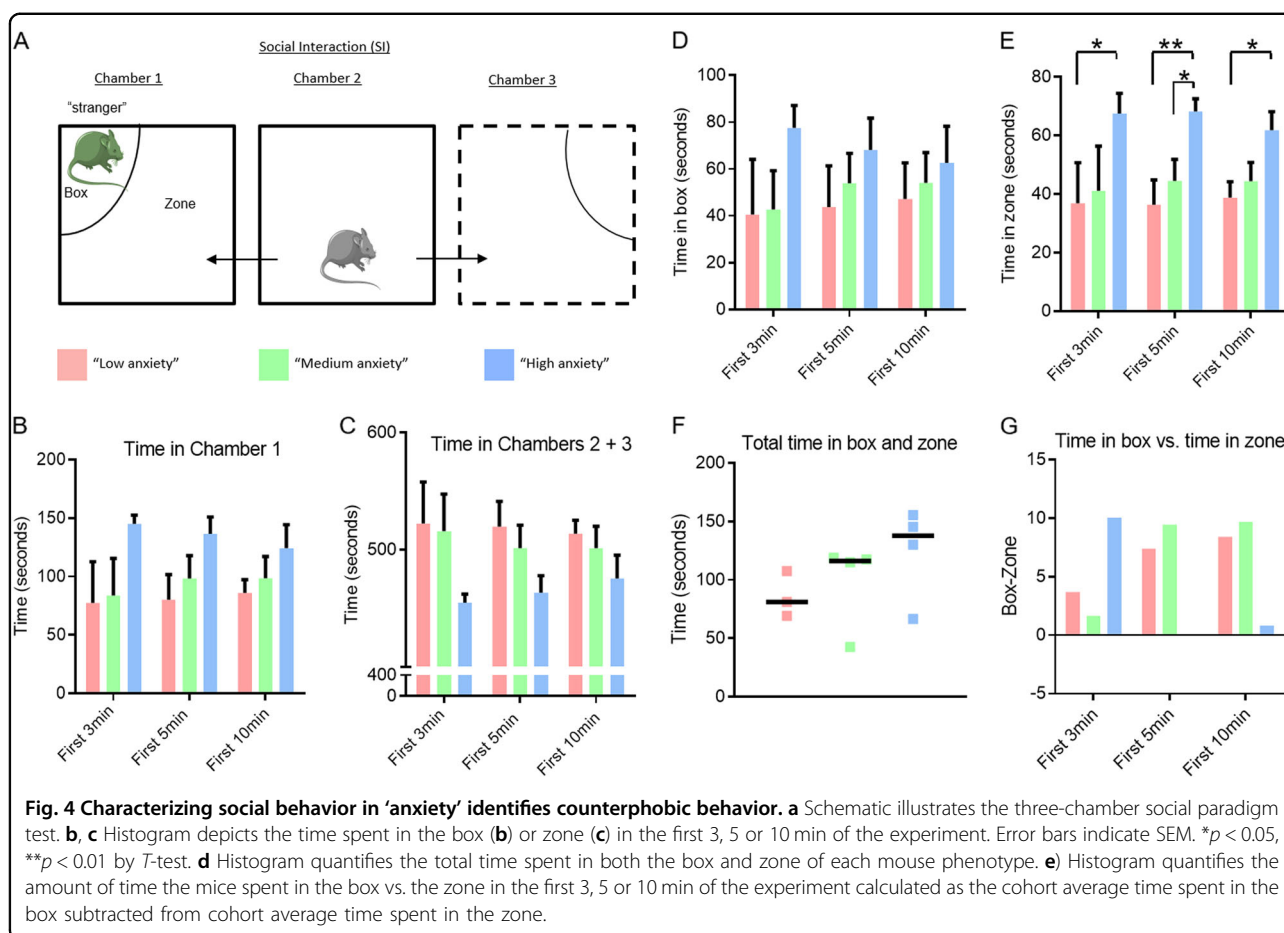 A
Social Interaction (SI)
Chamber 1
Chamber 2
Chamber 3
"stranger"
Box
Zone
"Low anxiety"
"Medium anxiety"
"High anxiety"
B
Time in Chamber 1
Time (seconds)
200
150
100
50
0
First 3min
First 5min
First 10min
C
Time in Chambers 2 + 3
Time (seconds)
600
500
400
0
First 3min
First 5min
First 10min
D
Time in box (seconds)
100
80
60
40
20
0
First 3min
First 5min
First 10min
E
Time in zone (seconds)
80
60
40
20
0
*
**
*
*
First 3min
First 5min
First 10min
F
Total time in box and zone
Time (seconds)
200
150
100
50
0
G
Time in box vs. time in zone
Box-Zone
15
10
5
0
-5
First 3min
First 5min
First 10min
Fig. 4 Characterizing social behavior in 'anxiety' identifies counterphobic behavior. a Schematic illustrates the three-chamber social paradigm
test. b, c Histogram depicts the time spent in the box (b) or zone (c) in the first 3, 5 or 10 min of the experiment. Error bars indicate SEM. *p < 0.05,
**p < 0.01 by T-test. d Histogram quantifies the total time spent in both the box and zone of each mouse phenotype. e) Histogram quantifies the
amount of time the mice spent in the box vs. the zone in the first 3, 5 or 10 min of the experiment calculated as the cohort average time spent in the
box subtracted from cohort average time spent in the zone.